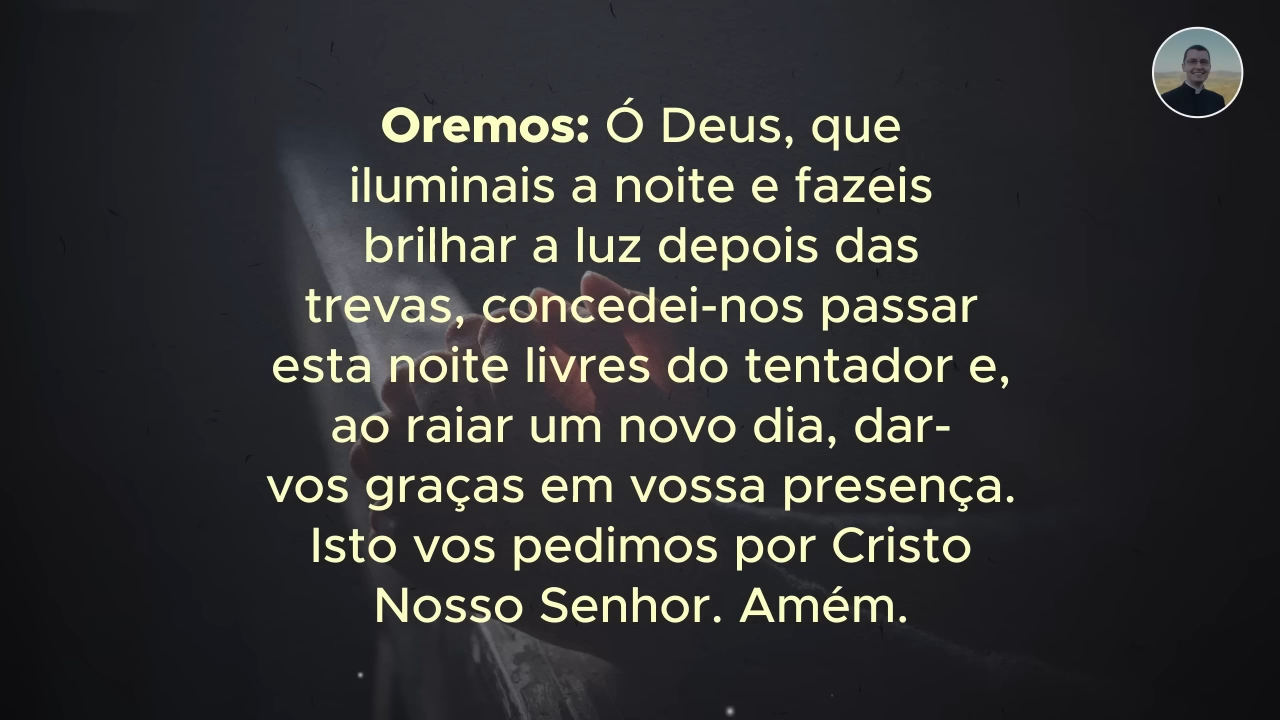 Oremos: Ó Deus, que
iluminais a noite e fazeis
brilhar a luz depois das
trevas, concedei-nos passar
esta noite livres do tentador e,
ao raiar um novo dia, dar-
vos graças em vossa presença.
Isto vos pedimos por Cristo
Nosso Senhor. Amém.